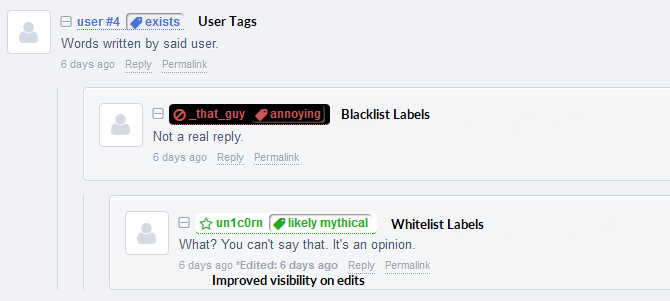 user #4 exists User Tags
Words written by said user.
6 days ago Reply Permalink
_that_guy annoying Blacklist Labels
Not a real reply.
6 days ago Reply Permalink
un1c0rn likely mythical Whitelist Labels
What? You can't say that. It's an opinion.
6 days ago *Edited: 6 days ago Reply Permalink
Improved visibility on edits